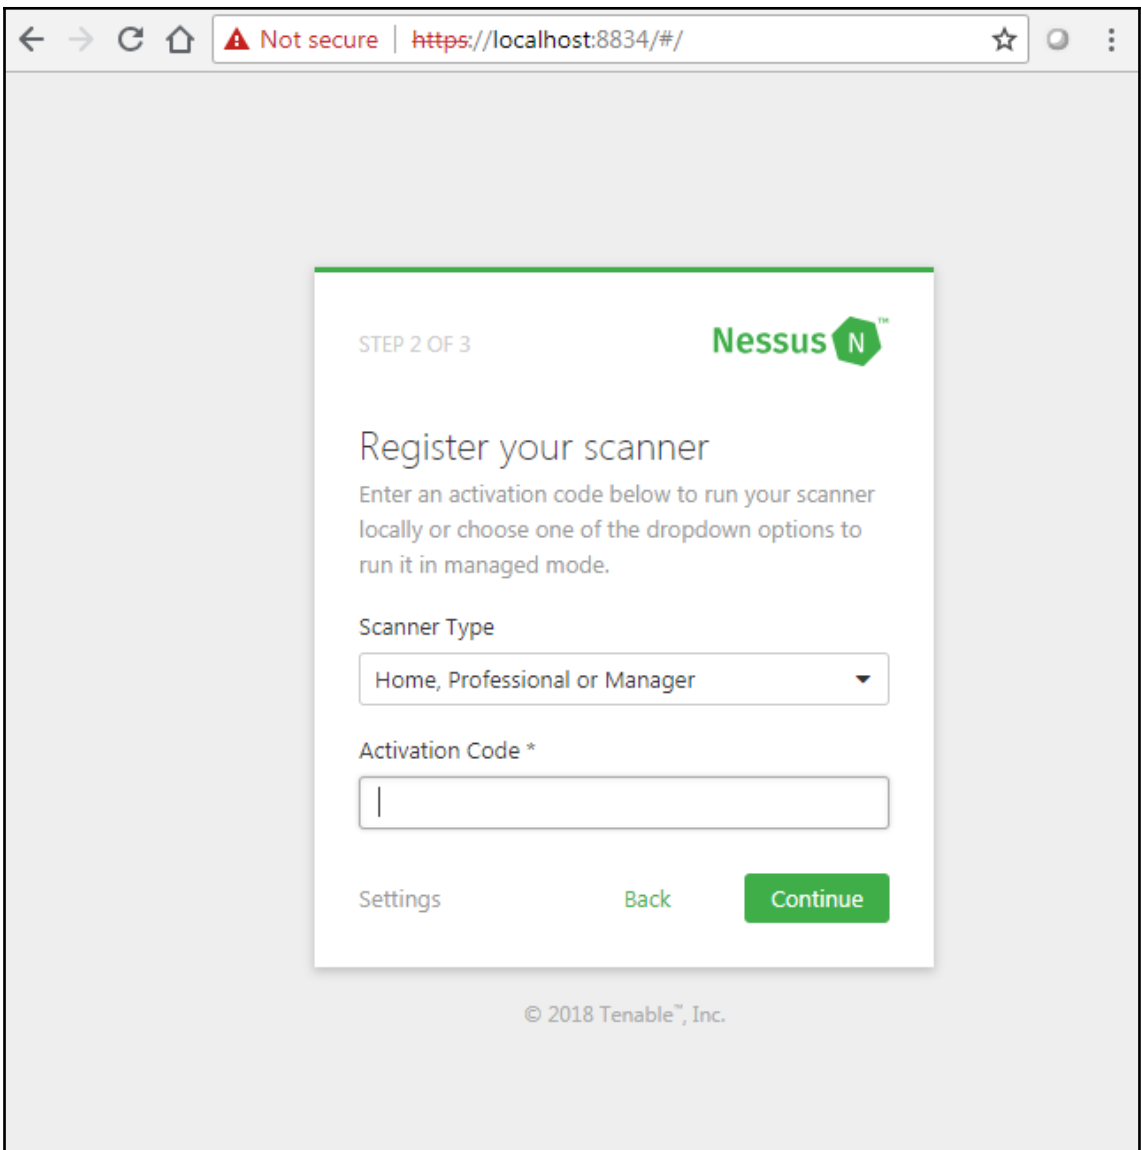 Not secure | https://localhost:8834/#/
STEP 2 OF 3
Nessus N™
Register your scanner
Enter an activation code below to run your scanner
locally or choose one of the dropdown options to
run it in managed mode.
Scanner Type
Home, Professional or Manager
Activation Code *
Settings Back Continue
© 2018 Tenable™, Inc.